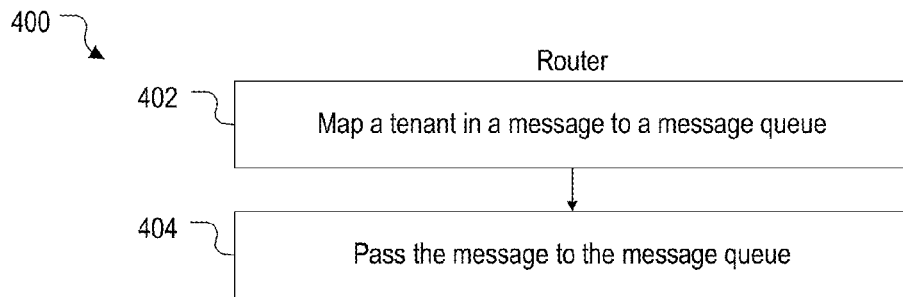 400
Router
402
Map a tenant in a message to a message queue
404
Pass the message to the message queue